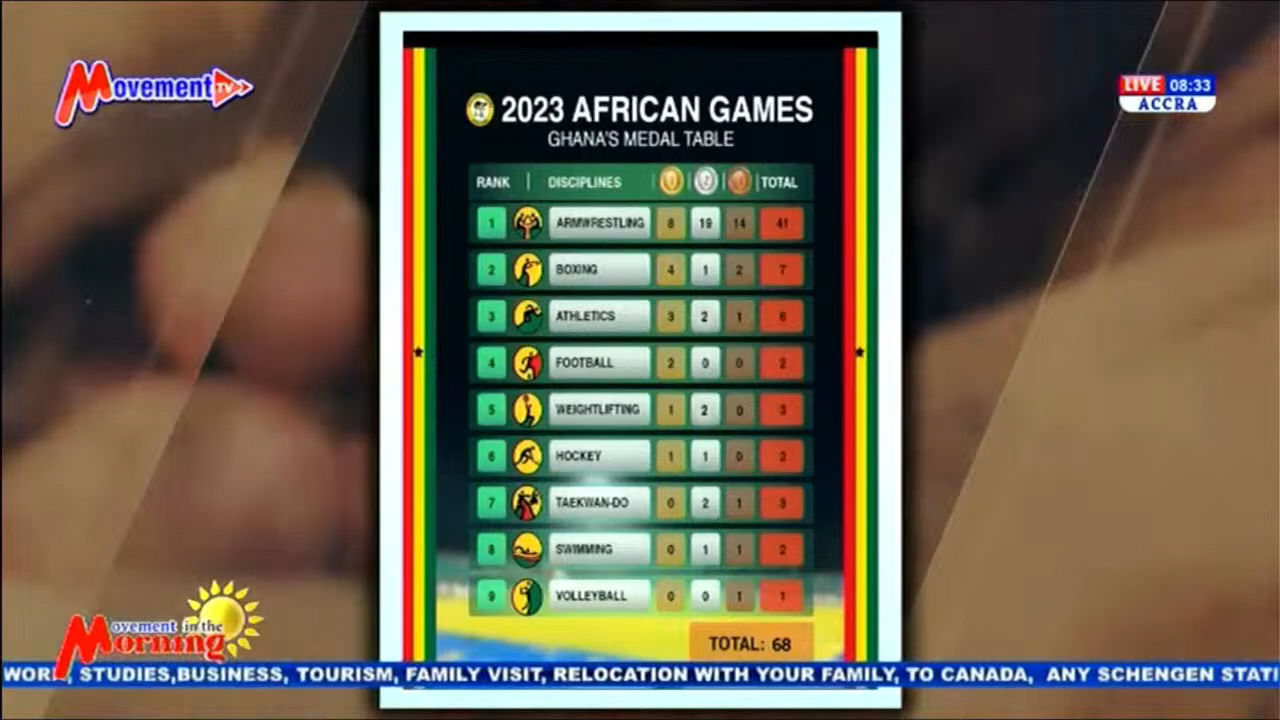 Movement TV
LIVE 08:33
ACCRA
2023 AFRICAN GAMES
GHANA'S MEDAL TABLE
RANK DISCIPLINES TOTAL
1 ARMWRESTLING 8 19 14 41
2 BOXING 4 1 2 7
3 ATHLETICS 3 2 1 6
4 FOOTBALL 2 0 0 2
5 WEIGHTLIFTING 1 2 0 3
6 HOCKEY 1 1 0 2
7 TAEKWAN-DO 0 2 1 3
8 SWIMMING 0 1 1 2
9 VOLLEYBALL 0 0 1 1
TOTAL: 68
Movement in the
Morning
WORK, STUDIES,BUSINESS, TOURISM, FAMILY VISIT, RELOCATION WITH YOUR FAMILY, TO CANADA, ANY SCHENGEN STATI